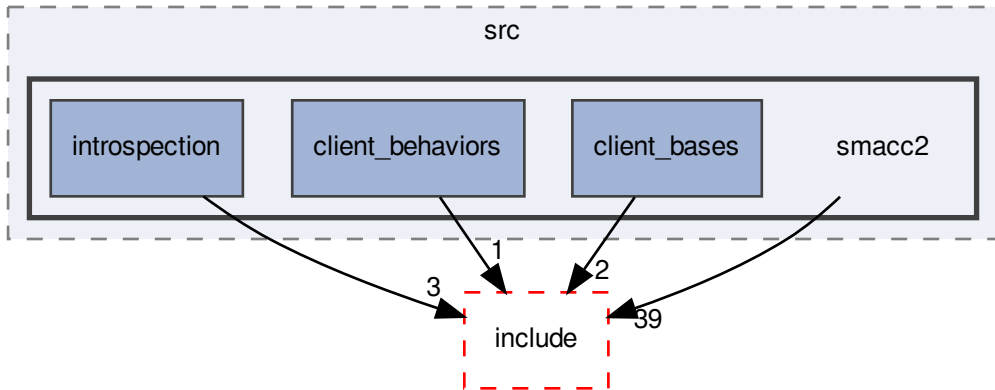 src
introspection
client_behaviors
client_bases
smacc2
1
2
3
39
include